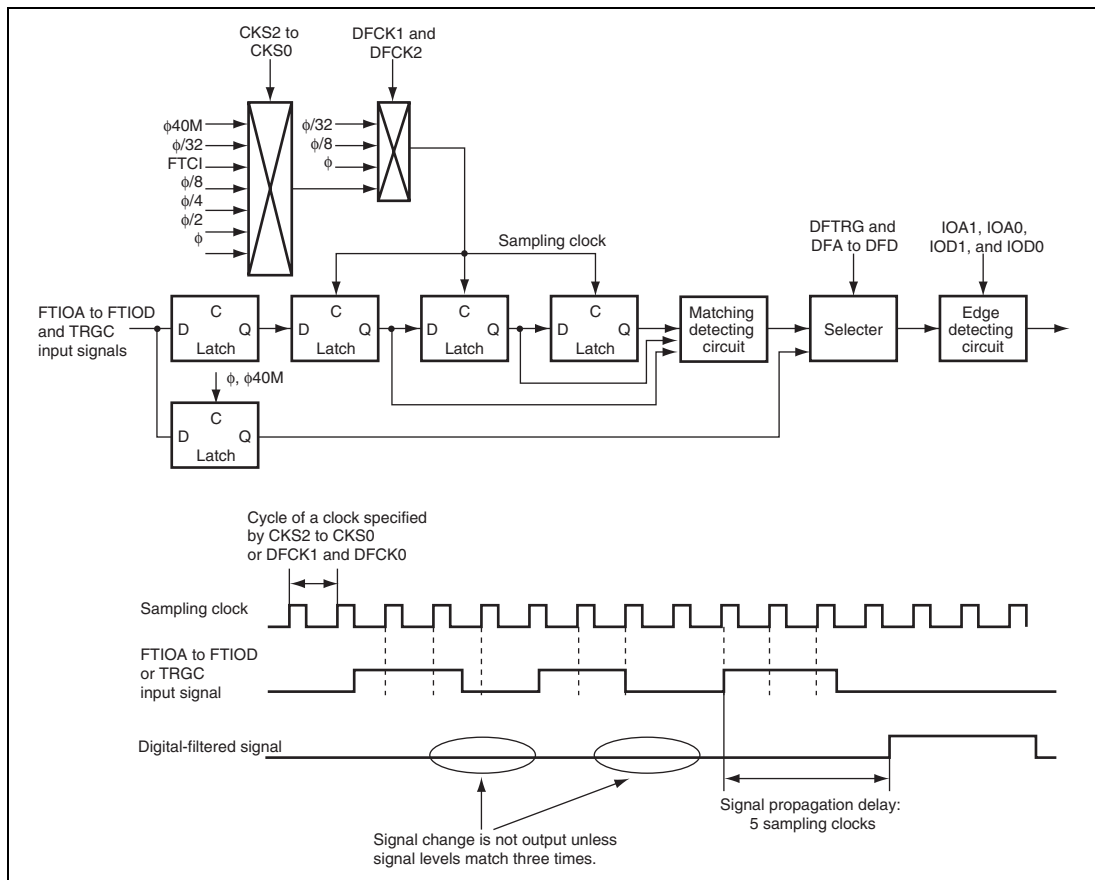 CKS2 to
CKS0
DFCK1 and
DFCK2
ϕ40M
ϕ/32
FTCI
ϕ/8
ϕ/4
ϕ/2
ϕ
ϕ/32
ϕ/8
ϕ
Sampling clock
DFTRG and
DFA to DFD
IOA1, IOA0,
IOD1, and IOD0
FTIOA to FTIOD
and TRGC
input signals
C
D Q
Latch
C
D Q
Latch
C
D Q
Latch
C
D Q
Latch
Matching
detecting
circuit
Selecter
Edge
detecting
circuit
ϕ, ϕ40M
C
D Q
Latch
Cycle of a clock specified
by CKS2 to CKS0
or DFCK1 and DFCK0
Sampling clock
FTIOA to FTIOD
or TRGC
input signal
Digital-filtered signal
Signal change is not output unless
signal levels match three times.
Signal propagation delay:
5 sampling clocks